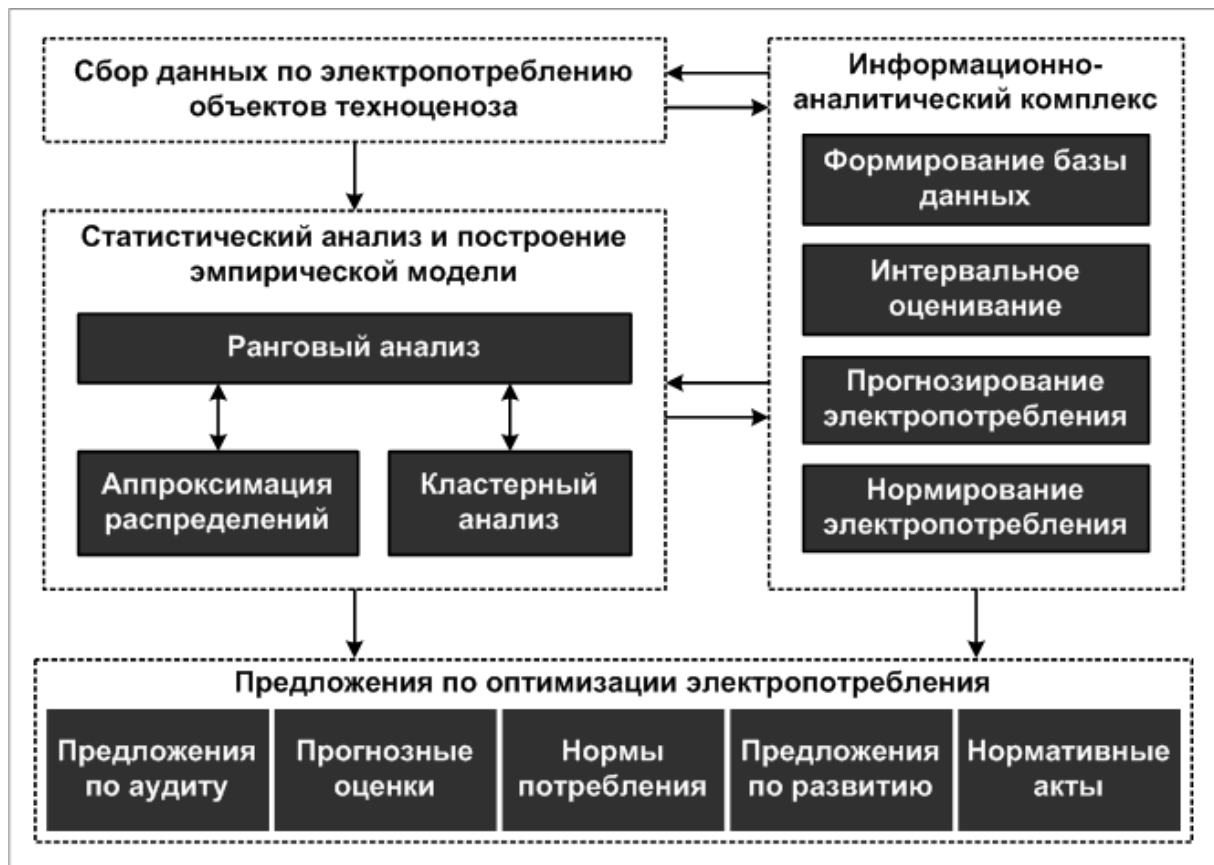 Сбор данных по электропотреблению
объектов техноценоза
Информационно-
аналитический комплекс
Формирование базы
данных
Интервальное
оценивание
Прогнозирование
электропотребления
Нормирование
электропотребления
Статистический анализ и построение
эмпирической модели
Ранговый анализ
Аппроксимация
распределений
Кластерный
анализ
Предложения по оптимизации электропотребления
Предложения
по аудиту
Прогнозные
оценки
Нормы
потребления
Предложения
по развитию
Нормативные
акты